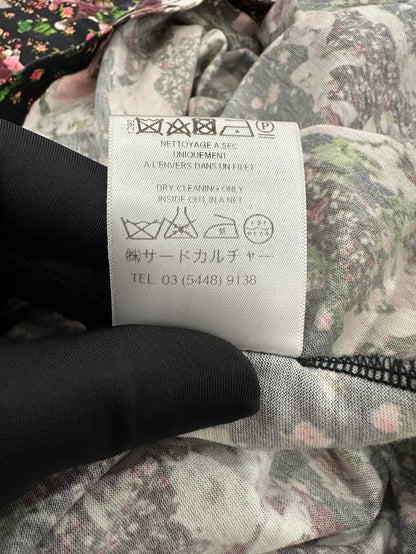 1292
P
NETTOYAGE A SEC
UNIQUEMENT
A L'ENVERS DANS UN FILET
DRY CLEANING ONLY
INSIDE OUT IN A NET
㈱サードカルチャー
TEL. 03 (5448) 9138